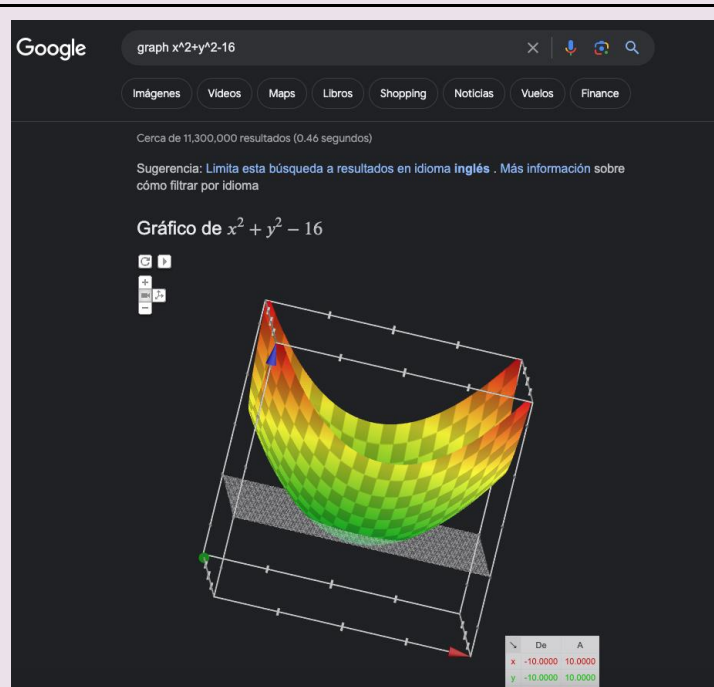 Google
graph x^2+y^2-16
Imágenes Videos Maps Libros Shopping Noticias Vuelos Finance
Cerca de 11,300,000 resultados (0.46 segundos)
Sugerencia: Limita esta búsqueda a resultados en idioma inglés . Más información sobre
cómo filtrar por idioma
Gráfico de x² + y² − 16
De A
x -10.0000 10.0000
y -10.0000 10.0000